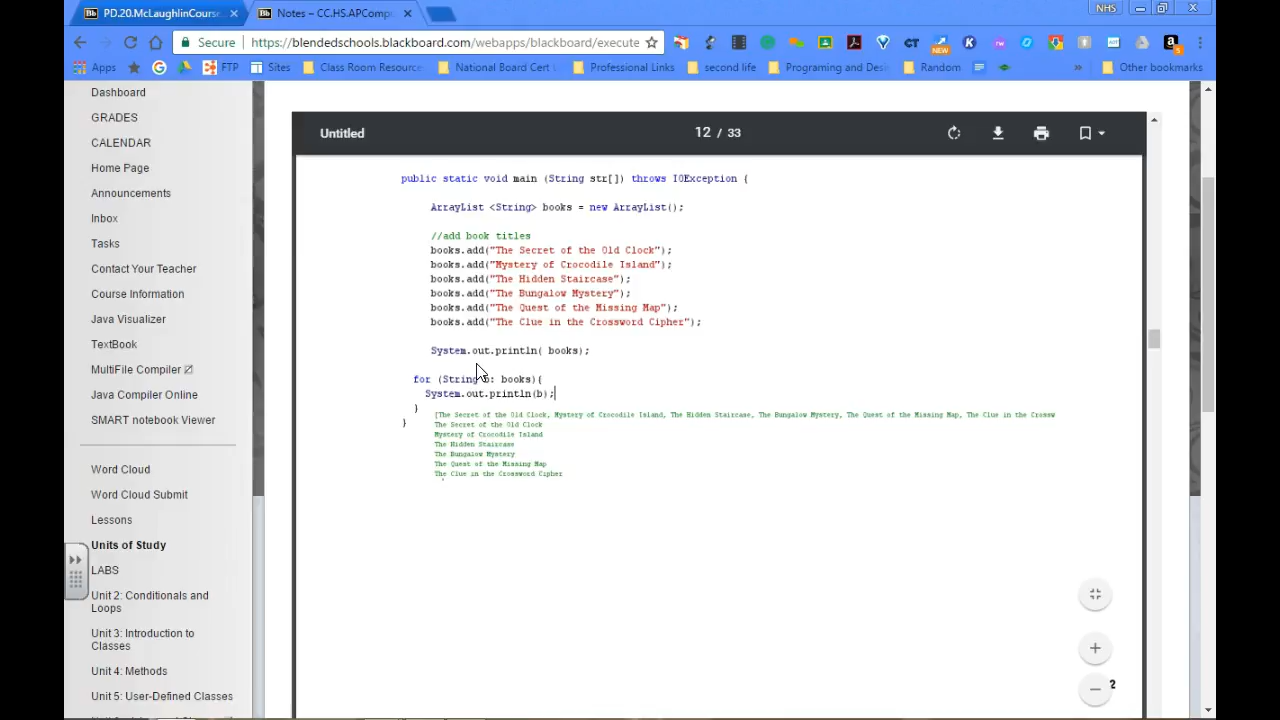 PD.20.McLaughlinCourse
Notes – CC.HS.APComp
NHS
Secure
https://blendedschools.blackboard.com/webapps/blackboard/execute
Apps
FTP
Sites
Class Room Resource
National Board Cert
Professional Links
second life
Programing and Des
Random
Other bookmarks
Dashboard
GRADES
CALENDAR
Home Page
Announcements
Inbox
Tasks
Contact Your Teacher
Course Information
Java Visualizer
TextBook
MultiFile Compiler
Java Compiler Online
SMART notebook Viewer
Word Cloud
Word Cloud Submit
Lessons
Units of Study
LABS
Unit 2: Conditionals and
Loops
Unit 3: Introduction to
Classes
Unit 4: Methods
Unit 5: User-Defined Classes
Untitled
12 / 33
public static void main (String str[]) throws IOException {
ArrayList <String> books = new ArrayList();
//add book titles
books.add("The Secret of the Old Clock");
books.add("Mystery of Crocodile Island");
books.add("The Hidden Staircase");
books.add("The Bungalow Mystery");
books.add("The Quest of the Missing Map");
books.add("The Clue in the Crossword Cipher");
System.out.println( books);
for (String b: books){
System.out.println(b);
}
}
[The Secret of the Old Clock, Mystery of Crocodile Island, The Hidden Staircase, The Bungalow Mystery, The Quest of the Missing Map, The Clue in the Crossw
The Secret of the Old Clock
Mystery of Crocodile Island
The Hidden Staircase
The Bungalow Mystery
The Quest of the Missing Map
The Clue in the Crossword Cipher
2